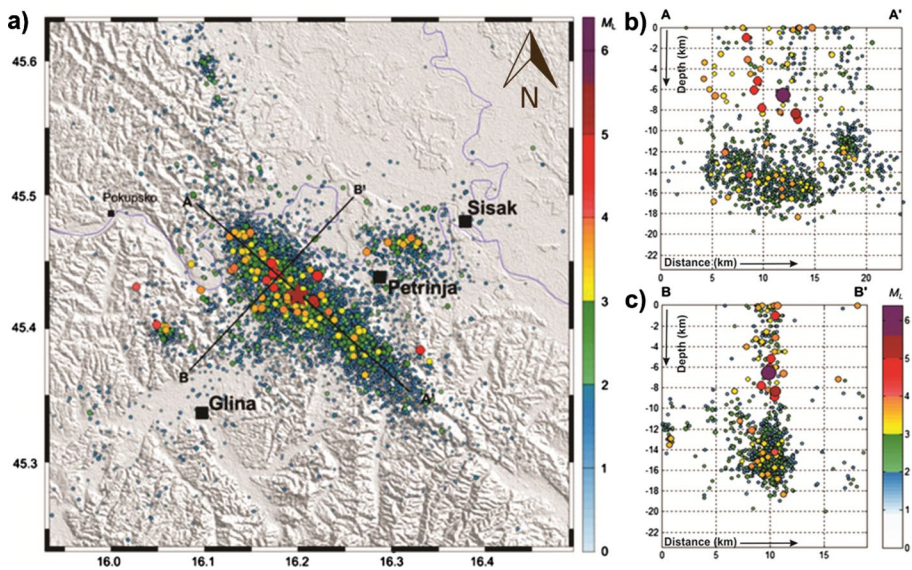 a)
N
M_L
6
5
4
3
2
1
0
45.6
45.5
45.4
45.3
16.0
16.1
16.2
16.3
16.4
Pokupsko
A
B'
Sisak
Petrinja
B
A'
Glina
b)
A
A'
Depth (km)
0
-2
-4
-6
-8
-10
-12
-14
-16
-18
-20
-22
Distance (km)
0
5
10
15
20
c)
B
B'
M_L
Depth (km)
0
-2
-4
-6
-8
-10
-12
-14
-16
-18
-20
-22
Distance (km)
0
5
10
15
6
5
4
3
2
1
0